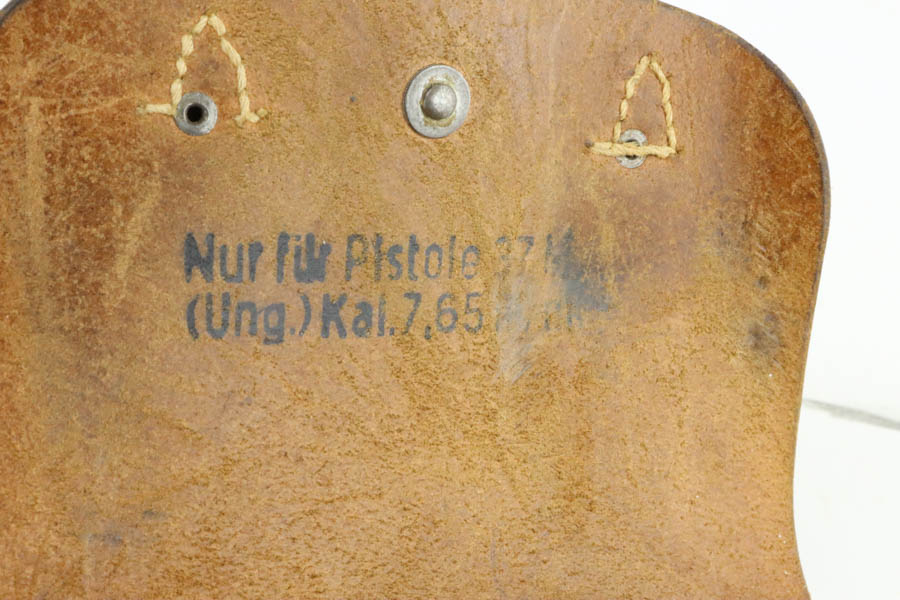 Nur für Pistole 37 M
(Ung.) Kal. 7,65